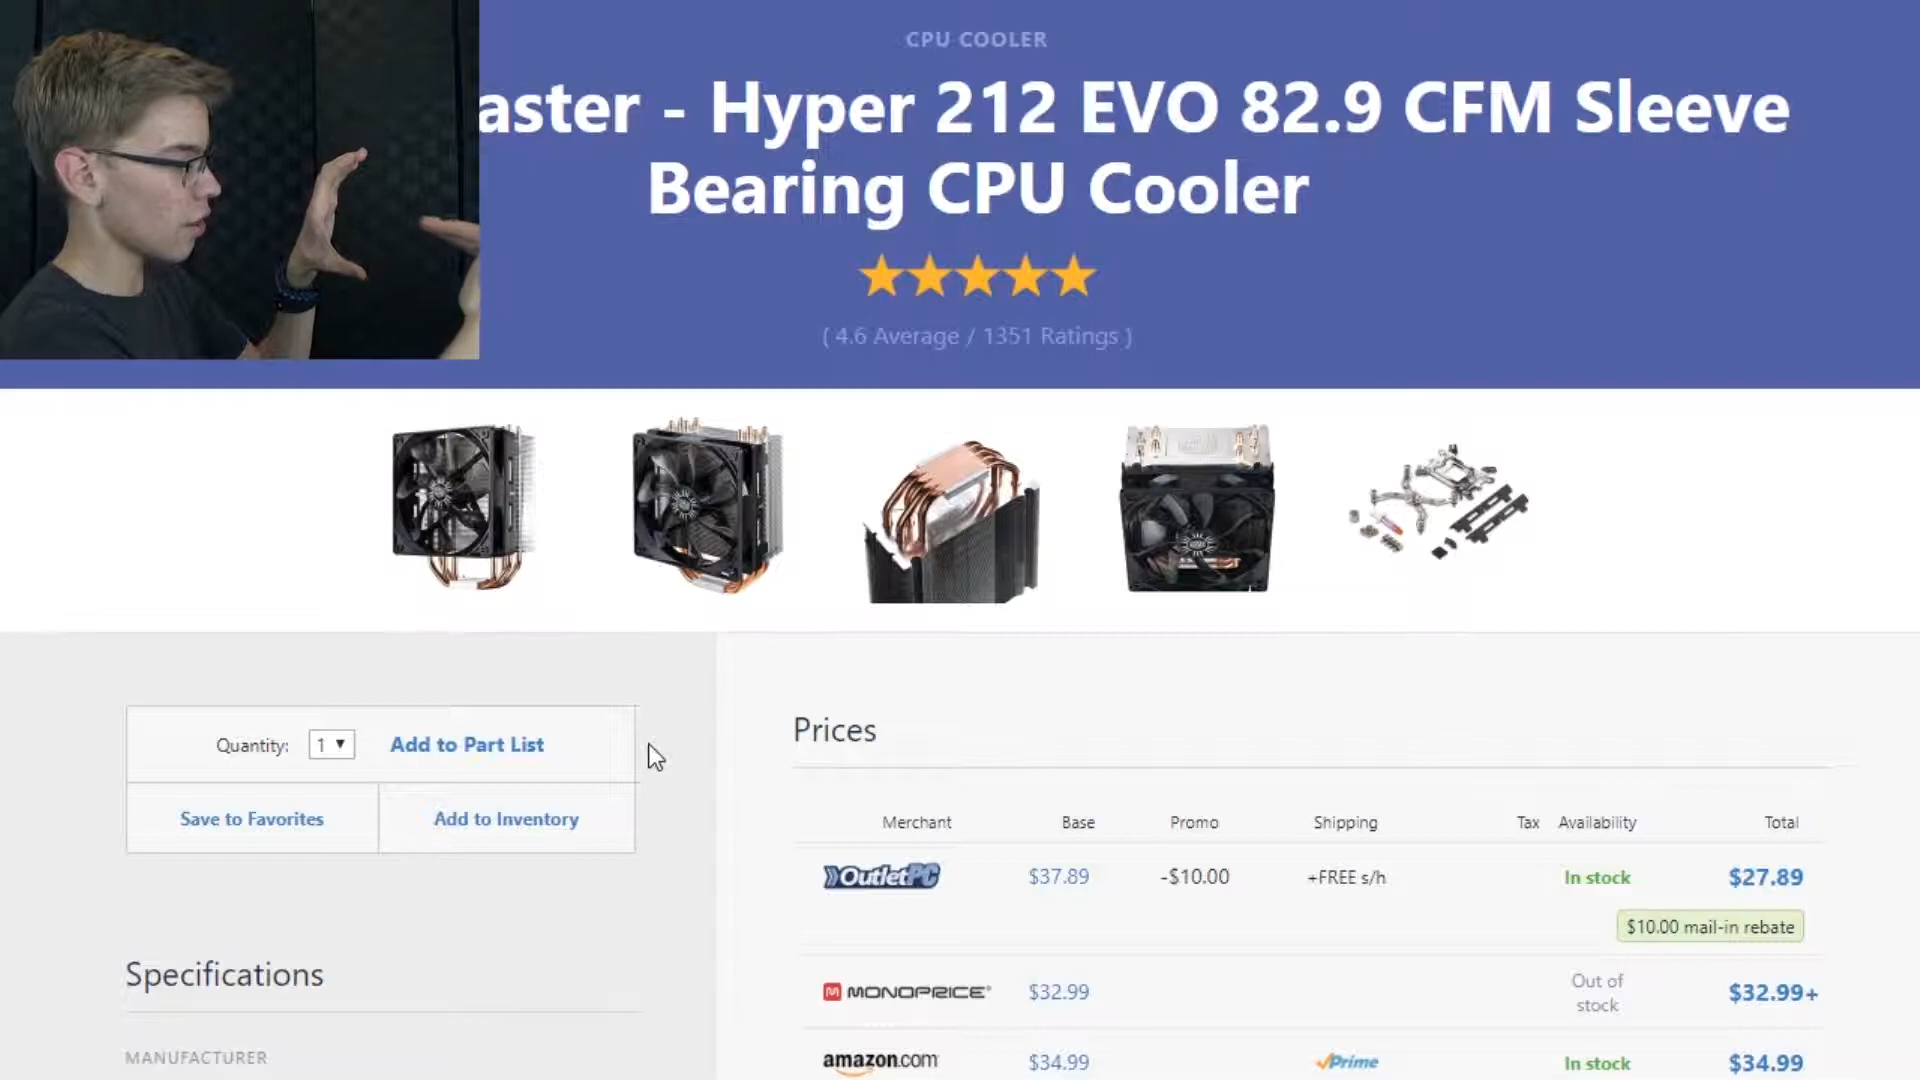 CPU COOLER
aster - Hyper 212 EVO 82.9 CFM Sleeve
Bearing CPU Cooler
( 4.6 Average / 1351 Ratings )
Quantity: 1 Add to Part List
Save to Favorites Add to Inventory
Specifications
MANUFACTURER
Prices
Merchant Base Promo Shipping Tax Availability Total
OutletPC $37.89 -$10.00 +FREE s/h In stock $27.89
$10.00 mail-in rebate
MONOPRICE $32.99 Out of stock $32.99+
amazon.com $34.99 Prime In stock $34.99